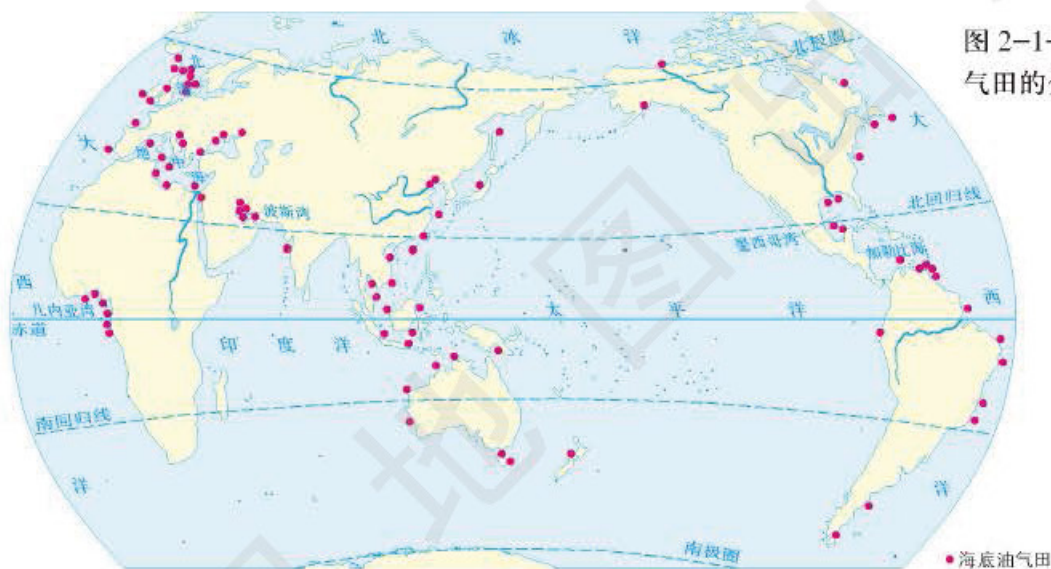 图 2-1-
气田的
北 冰 洋
北极圈
北
大
地 中 海
大
波斯湾
北回归线
墨西哥湾
加勒比海
西
几内亚湾
赤道
印 度 洋
太 平 洋
西
南回归线
洋
洋
南极圈
海底油气田